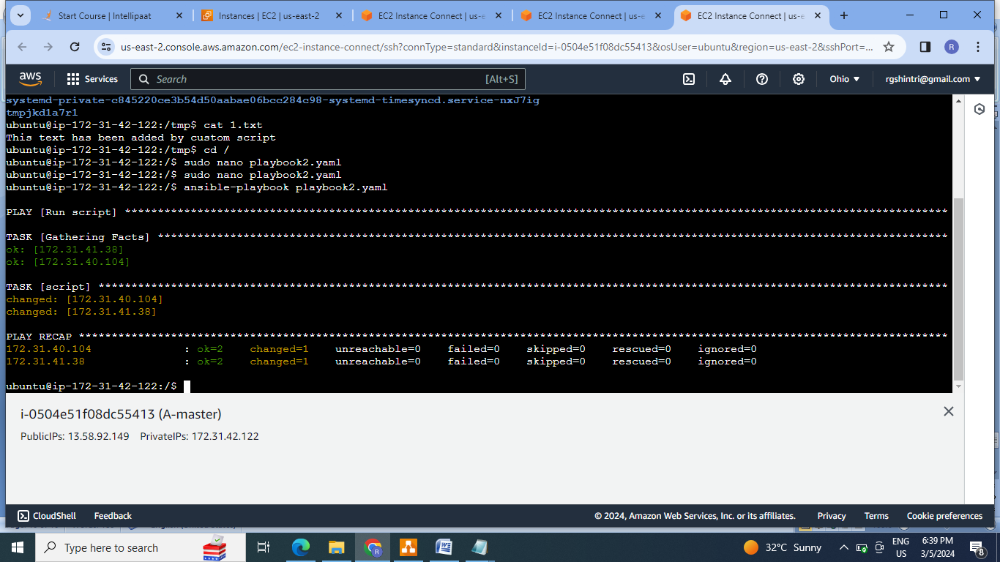 Start Course | Intellipaat
Instances | EC2 | us-east-2
EC2 Instance Connect | us-e
EC2 Instance Connect | us-e
EC2 Instance Connect | us-e
us-east-2.console.aws.amazon.com/ec2-instance-connect/ssh?connType=standard&instanceId=i-0504e51f08dc55413&osUser=ubuntu&region=us-east-2&sshPort=...
R
aws
Services
Search
[Alt+S]
Ohio
rgshintri@gmail.com
systemd-private-c845220ce3b54d50aabae06bcc284c98-systemd-timesyncd.service-nxJ7ig
tmpjkd1a7r1
ubuntu@ip-172-31-42-122:/tmp$ cat 1.txt
This text has been added by custom script
ubuntu@ip-172-31-42-122:/tmp$ cd /
ubuntu@ip-172-31-42-122:/$ sudo nano playbook2.yaml
ubuntu@ip-172-31-42-122:/$ sudo nano playbook2.yaml
ubuntu@ip-172-31-42-122:/$ ansible-playbook playbook2.yaml
PLAY [Run script] ****************************************************************************************************************************
TASK [Gathering Facts] ***********************************************************************************************************************
ok: [172.31.41.38]
ok: [172.31.40.104]
TASK [script] ********************************************************************************************************************************
changed: [172.31.40.104]
changed: [172.31.41.38]
PLAY RECAP ***********************************************************************************************************************************
172.31.40.104 : ok=2 changed=1 unreachable=0 failed=0 skipped=0 rescued=0 ignored=0
172.31.41.38 : ok=2 changed=1 unreachable=0 failed=0 skipped=0 rescued=0 ignored=0
ubuntu@ip-172-31-42-122:/$
i-0504e51f08dc55413 (A-master)
PublicIPs: 13.58.92.149 PrivateIPs: 172.31.42.122
CloudShell
Feedback
© 2024, Amazon Web Services, Inc. or its affiliates.
Privacy
Terms
Cookie preferences
Type here to search
32°C Sunny
ENG
US
6:39 PM
3/5/2024
8